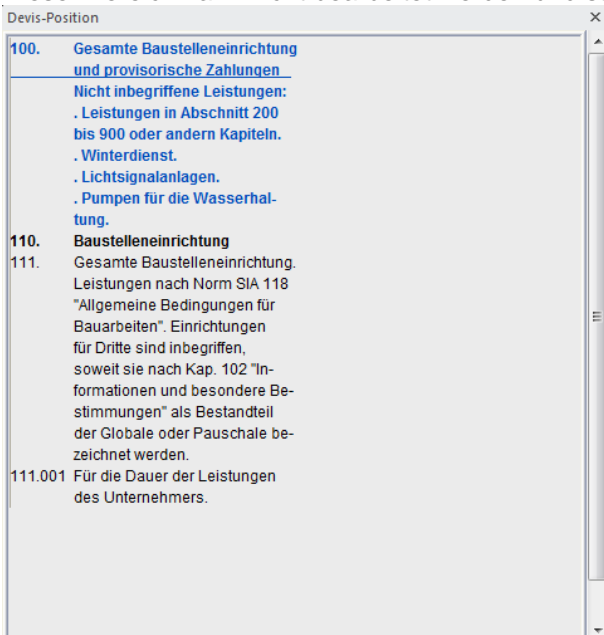 Devis-Position
100. Gesamte Baustelleneinrichtung
und provisorische Zahlungen
Nicht inbegriffene Leistungen:
. Leistungen in Abschnitt 200
bis 900 oder andern Kapiteln.
. Winterdienst.
. Lichtsignalanlagen.
. Pumpen für die Wasserhal-
tung.
110. Baustelleneinrichtung
111. Gesamte Baustelleneinrichtung.
Leistungen nach Norm SIA 118
"Allgemeine Bedingungen für
Bauarbeiten". Einrichtungen
für Dritte sind inbegriffen,
soweit sie nach Kap. 102 "In-
formationen und besondere Be-
stimmungen" als Bestandteil
der Globale oder Pauschale be-
zeichnet werden.
111.001 Für die Dauer der Leistungen
des Unternehmers.